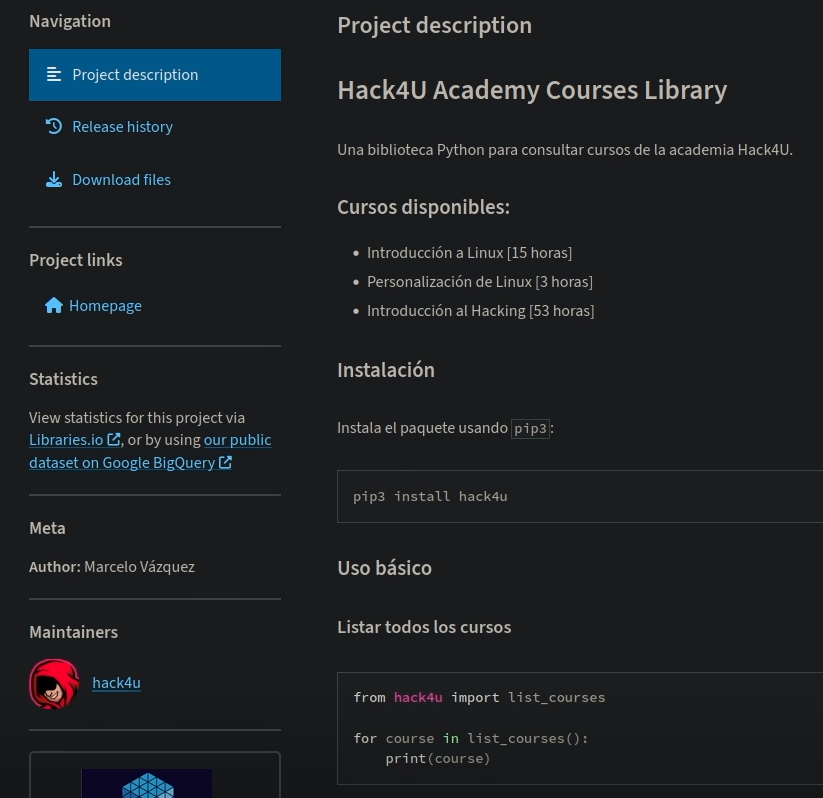 Navigation
Project description
Release history
Download files
Project links
Homepage
Statistics
View statistics for this project via
Libraries.io, or by using our public
dataset on Google BigQuery
Meta
Author: Marcelo Vázquez
Maintainers
hack4u
Project description
Hack4U Academy Courses Library
Una biblioteca Python para consultar cursos de la academia Hack4U.
Cursos disponibles:
Introducción a Linux [15 horas]
Personalización de Linux [3 horas]
Introducción al Hacking [53 horas]
Instalación
Instala el paquete usando pip3:
pip3 install hack4u
Uso básico
Listar todos los cursos
from hack4u import list_courses
for course in list_courses():
    print(course)